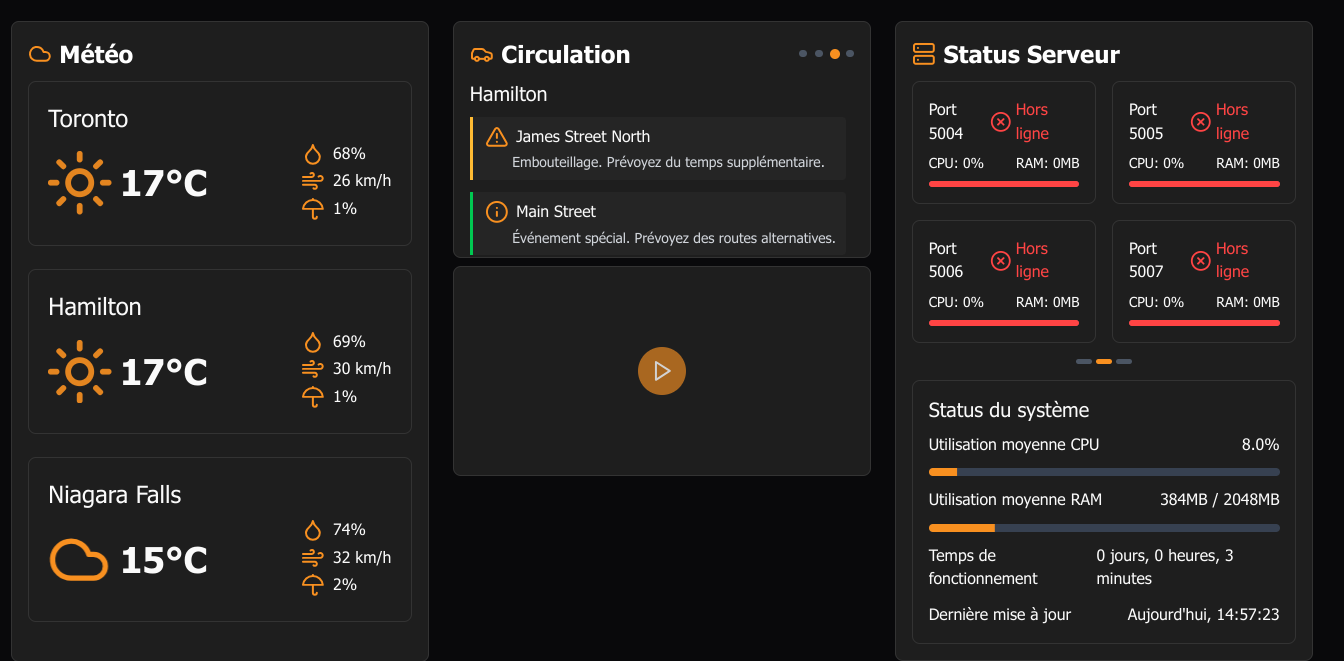 Météo
Toronto
17°C
68%
26 km/h
1%
Hamilton
17°C
69%
30 km/h
1%
Niagara Falls
15°C
74%
32 km/h
2%
Circulation
Hamilton
James Street North
Embouteillage. Prévoyez du temps supplémentaire.
Main Street
Événement spécial. Prévoyez des routes alternatives.
Status Serveur
Port
5004
Hors
ligne
CPU: 0% RAM: 0MB
Port
5005
Hors
ligne
CPU: 0% RAM: 0MB
Port
5006
Hors
ligne
CPU: 0% RAM: 0MB
Port
5007
Hors
ligne
CPU: 0% RAM: 0MB
Status du système
Utilisation moyenne CPU 8.0%
Utilisation moyenne RAM 384MB / 2048MB
Temps de
fonctionnement
0 jours, 0 heures, 3
minutes
Dernière mise à jour Aujourd'hui, 14:57:23